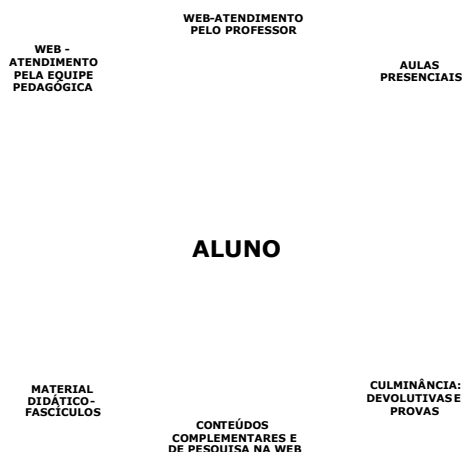 WEB-ATENDIMENTO
PELO PROFESSOR
WEB -
ATENDIMENTO
PELA EQUIPE
PEDAGÓGICA
AULAS
PRESENCIAIS
ALUNO
MATERIAL
DIDÁTICO-
FASCÍCULOS
CULMINÂNCIA:
DEVOLUTIVAS E
PROVAS
CONTEÚDOS
COMPLEMENTARES E
DE PESQUISA NA WEB